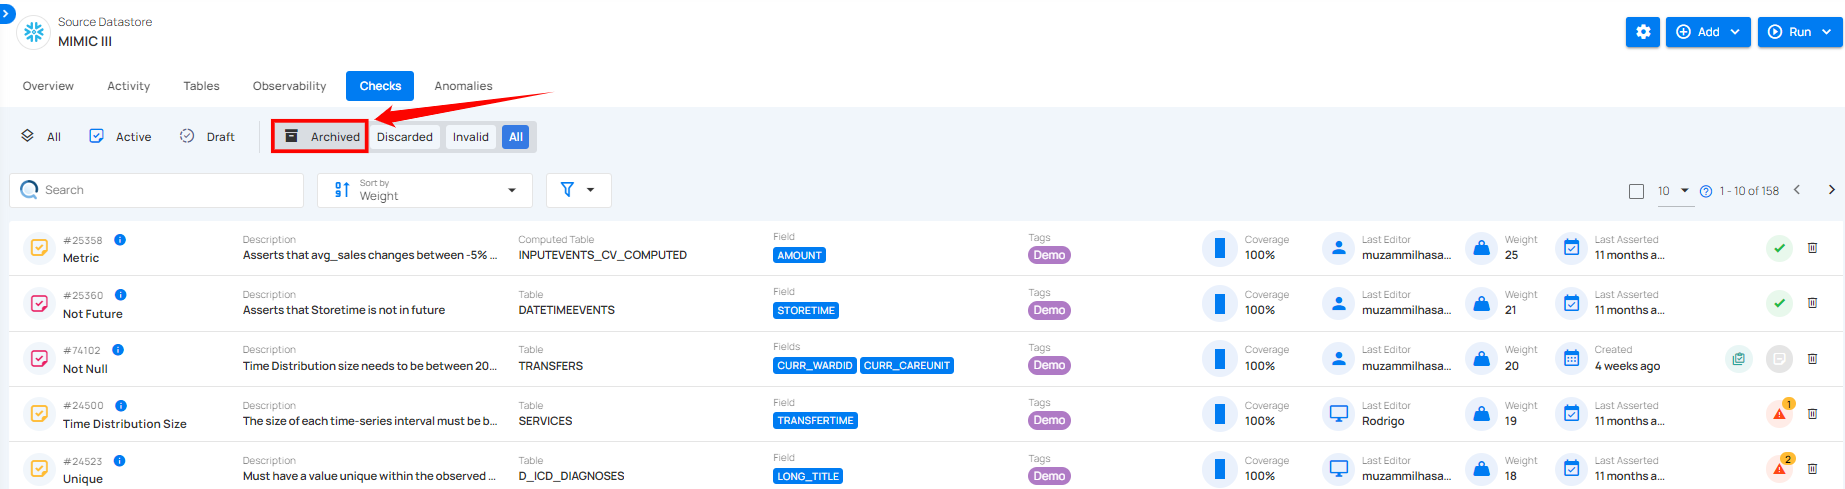 Source Datastore
MIMIC III
Add
Run
Overview Activity Tables Observability Checks Anomalies
All Active Draft Archived Discarded Invalid All
Search
Sort by
Weight
10 1 - 10 of 158
#25358 Description Computed Table Field Tags Coverage Last Editor Weight Last Asserted
Metric Asserts that avg_sales changes between -5% ... INPUTEVENTS_CV_COMPUTED AMOUNT Demo 100% muzammilhasa... 25 11 months a...
#25360 Description Table Field Tags Coverage Last Editor Weight Last Asserted
Not Future Asserts that Storetime is not in future DATETIMEEVENTS STORETIME Demo 100% muzammilhasa... 21 11 months a...
#74102 Description Table Fields Tags Coverage Last Editor Weight Created
Not Null Time Distribution size needs to be between 20... TRANSFERS CURR_WARDID CURR_CAREUNIT Demo 100% muzammilhasa... 20 4 weeks ago
#24500 Description Table Field Tags Coverage Last Editor Weight Last Asserted 1
Time Distribution Size The size of each time-series interval must be b... SERVICES TRANSFERTIME Demo 100% Rodrigo 19 11 months a...
#24523 Description Table Field Tags Coverage Last Editor Weight Last Asserted 2
Unique Must have a value unique within the observed ... D_ICD_DIAGNOSES LONG_TITLE Demo 100% muzammilhasa... 18 11 months a...